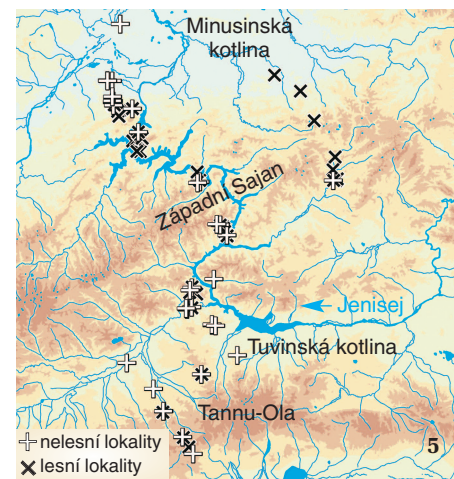 Minusinská
kotlina
Západní Sajan
Jenisej
Tuvinská kotlina
Tannu-Ola
nelesní lokality
lesní lokality
5